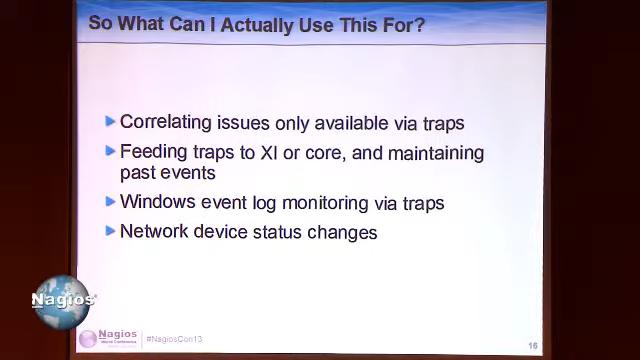 So What Can I Actually Use This For?
Correlating issues only available via traps
Feeding traps to XI or core, and maintaining
past events
Windows event log monitoring via traps
Network device status changes
Nagios®
Nagios
World Conference
#NagiosCon13
16